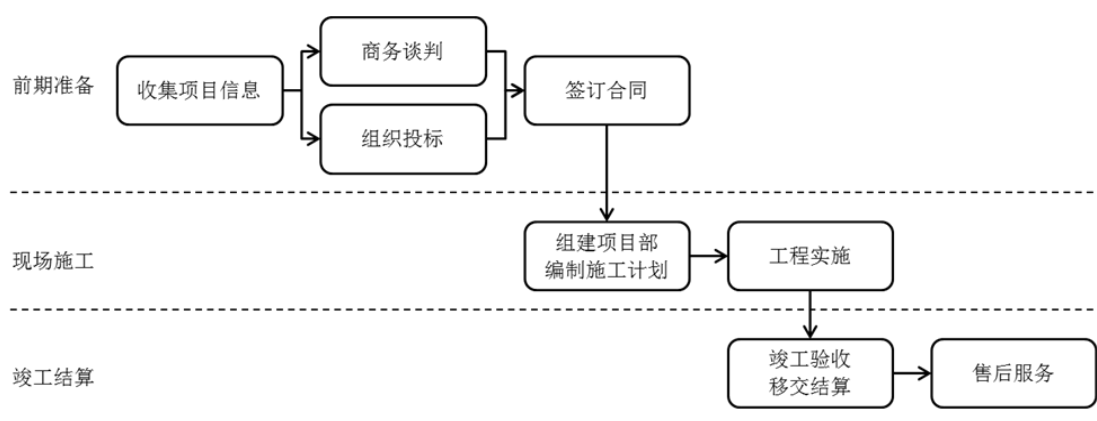 前期准备
收集项目信息
商务谈判
组织投标
签订合同
现场施工
组建项目部
编制施工计划
工程实施
竣工结算
竣工验收
移交结算
售后服务